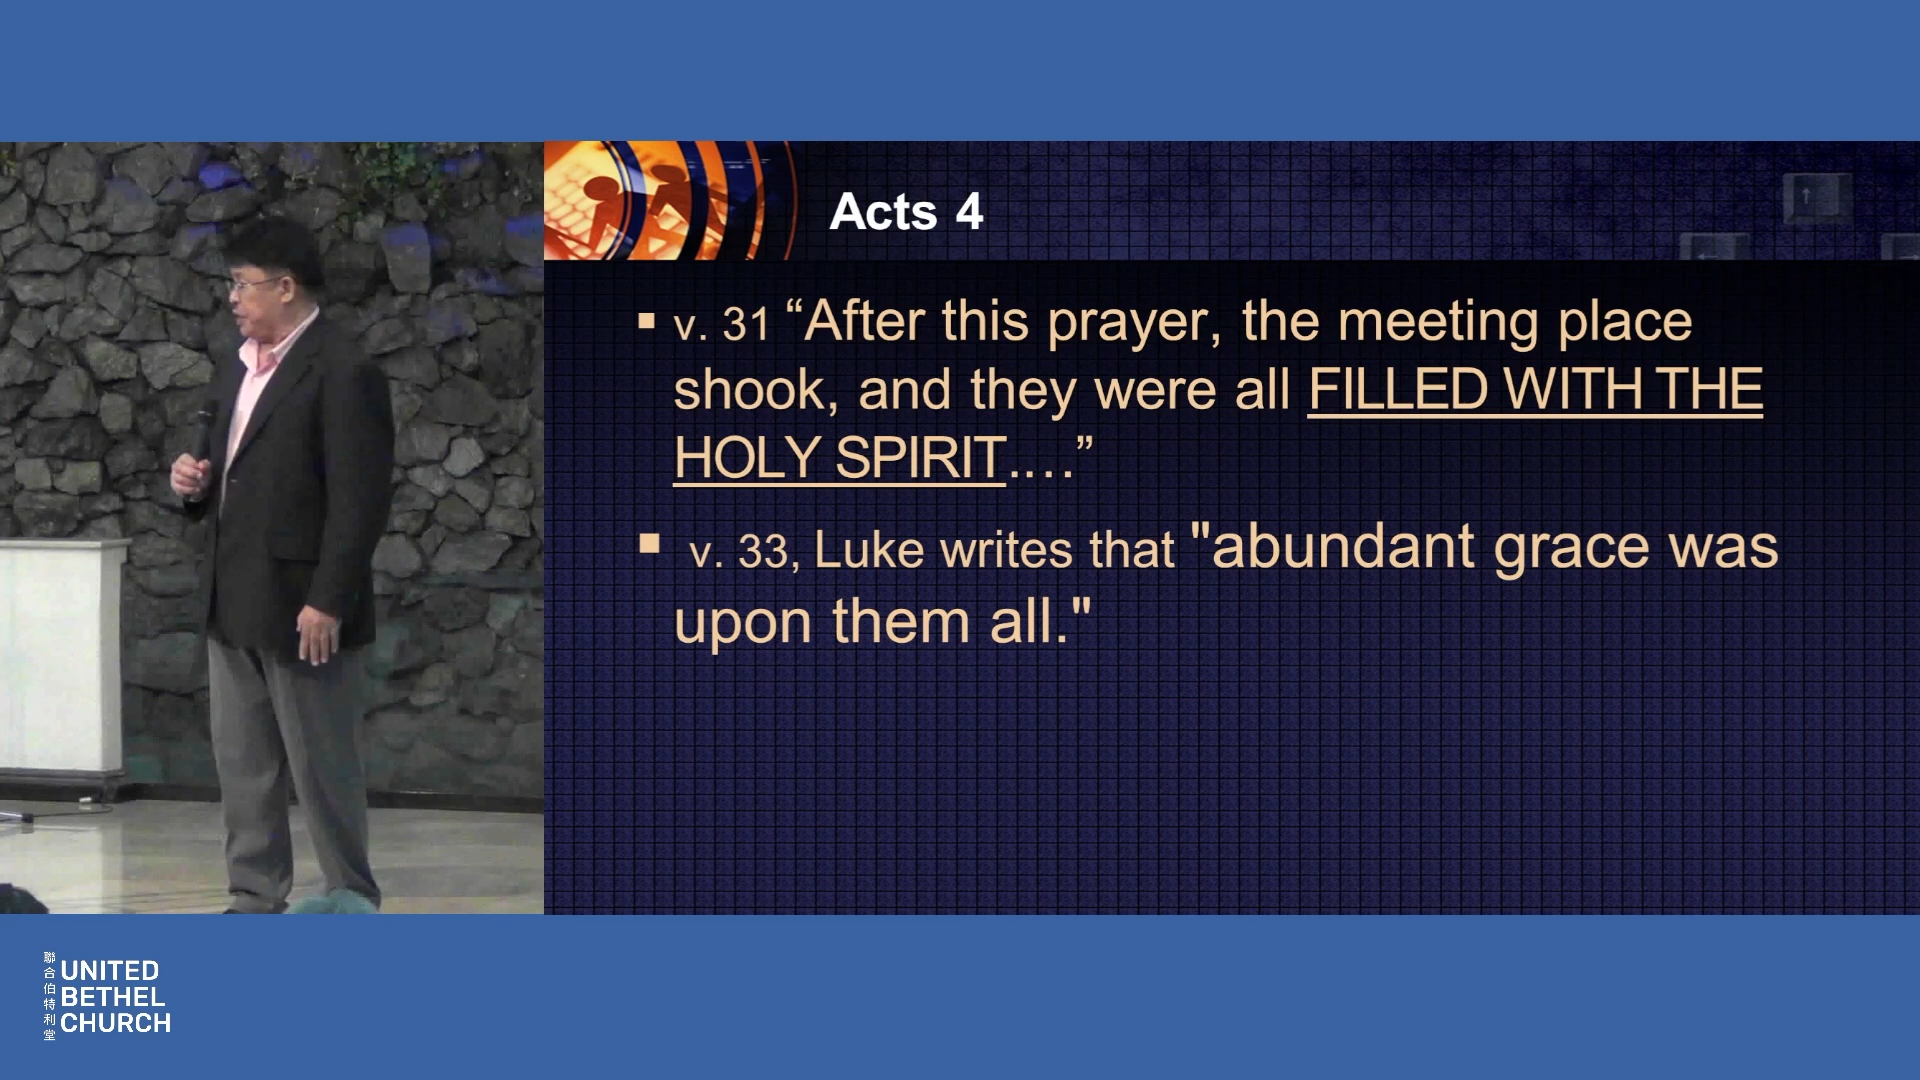 Acts 4
▪ v. 31 “After this prayer, the meeting place
shook, and they were all FILLED WITH THE
HOLY SPIRIT.…”
▪ v. 33, Luke writes that "abundant grace was
upon them all."
聯合伯特利堂
UNITED
BETHEL
CHURCH